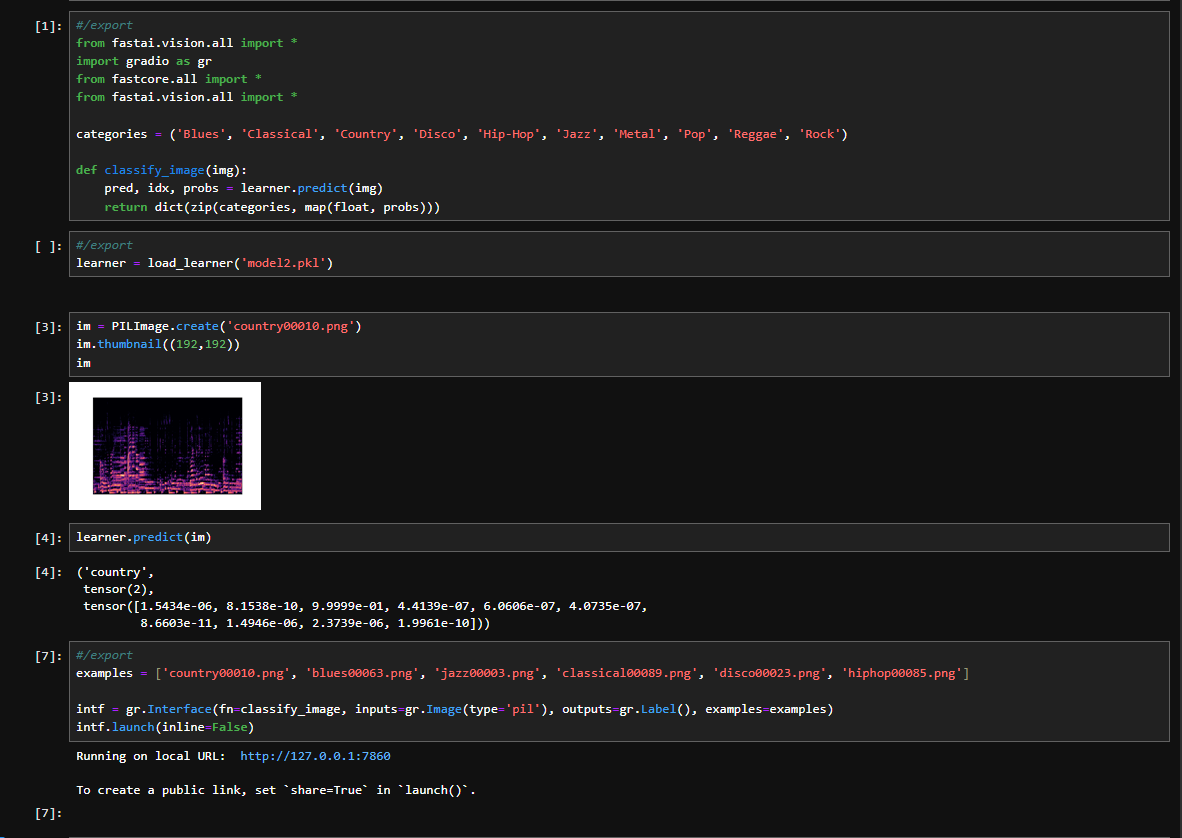 [1]: #/export
from fastai.vision.all import *
import gradio as gr
from fastcore.all import *
from fastai.vision.all import *
categories = ('Blues', 'Classical', 'Country', 'Disco', 'Hip-Hop', 'Jazz', 'Metal', 'Pop', 'Reggae', 'Rock')
def classify_image(img):
    pred, idx, probs = learner.predict(img)
    return dict(zip(categories, map(float, probs)))
[ ]: #/export
learner = load_learner('model2.pkl')
[3]: im = PILImage.create('country00010.png')
im.thumbnail((192,192))
im
[3]:
[4]: learner.predict(im)
[4]: ('country',
 tensor(2),
 tensor([1.5434e-06, 8.1538e-10, 9.9999e-01, 4.4139e-07, 6.0606e-07, 4.0735e-07,
         8.6603e-11, 1.4946e-06, 2.3739e-06, 1.9961e-10]))
[7]: #/export
examples = ['country00010.png', 'blues00063.png', 'jazz00003.png', 'classical00089.png', 'disco00023.png', 'hiphop00085.png']
intf = gr.Interface(fn=classify_image, inputs=gr.Image(type='pil'), outputs=gr.Label(), examples=examples)
intf.launch(inline=False)
Running on local URL:  http://127.0.0.1:7860
To create a public link, set `share=True` in `launch()`.
[7]: